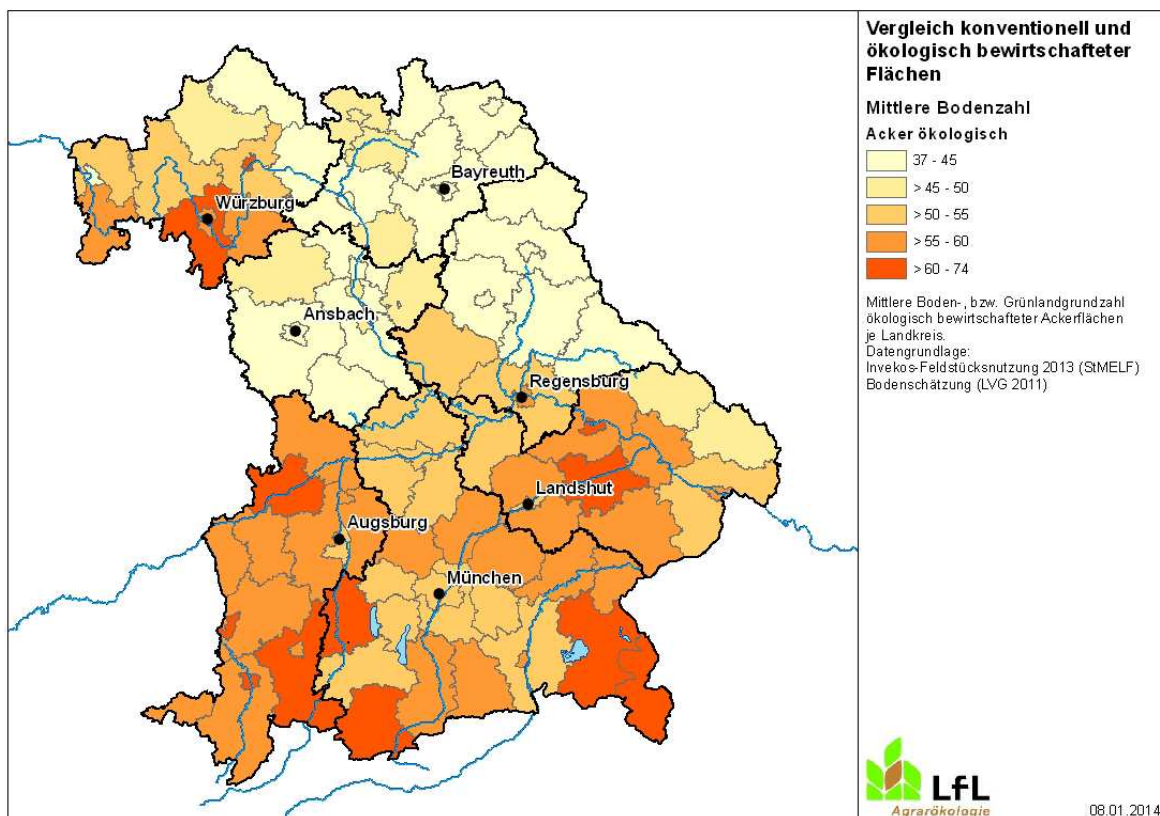 Vergleich konventionell und
ökologisch bewirtschafteter
Flächen
Mittlere Bodenzahl
Acker ökologisch
37 - 45
> 45 - 50
> 50 - 55
> 55 - 60
> 60 - 74
Mittlere Boden-, bzw. Grünlandgrundzahl
ökologisch bewirtschafteter Ackerflächen
je Landkreis.
Datengrundlage:
Invekos-Feldstücksnutzung 2013 (StMELF)
Bodenschätzung (LVG 2011)
Bayreuth
Würzburg
Ansbach
Regensburg
Landshut
Augsburg
München
LfL
Agrarökologie
08.01.2014